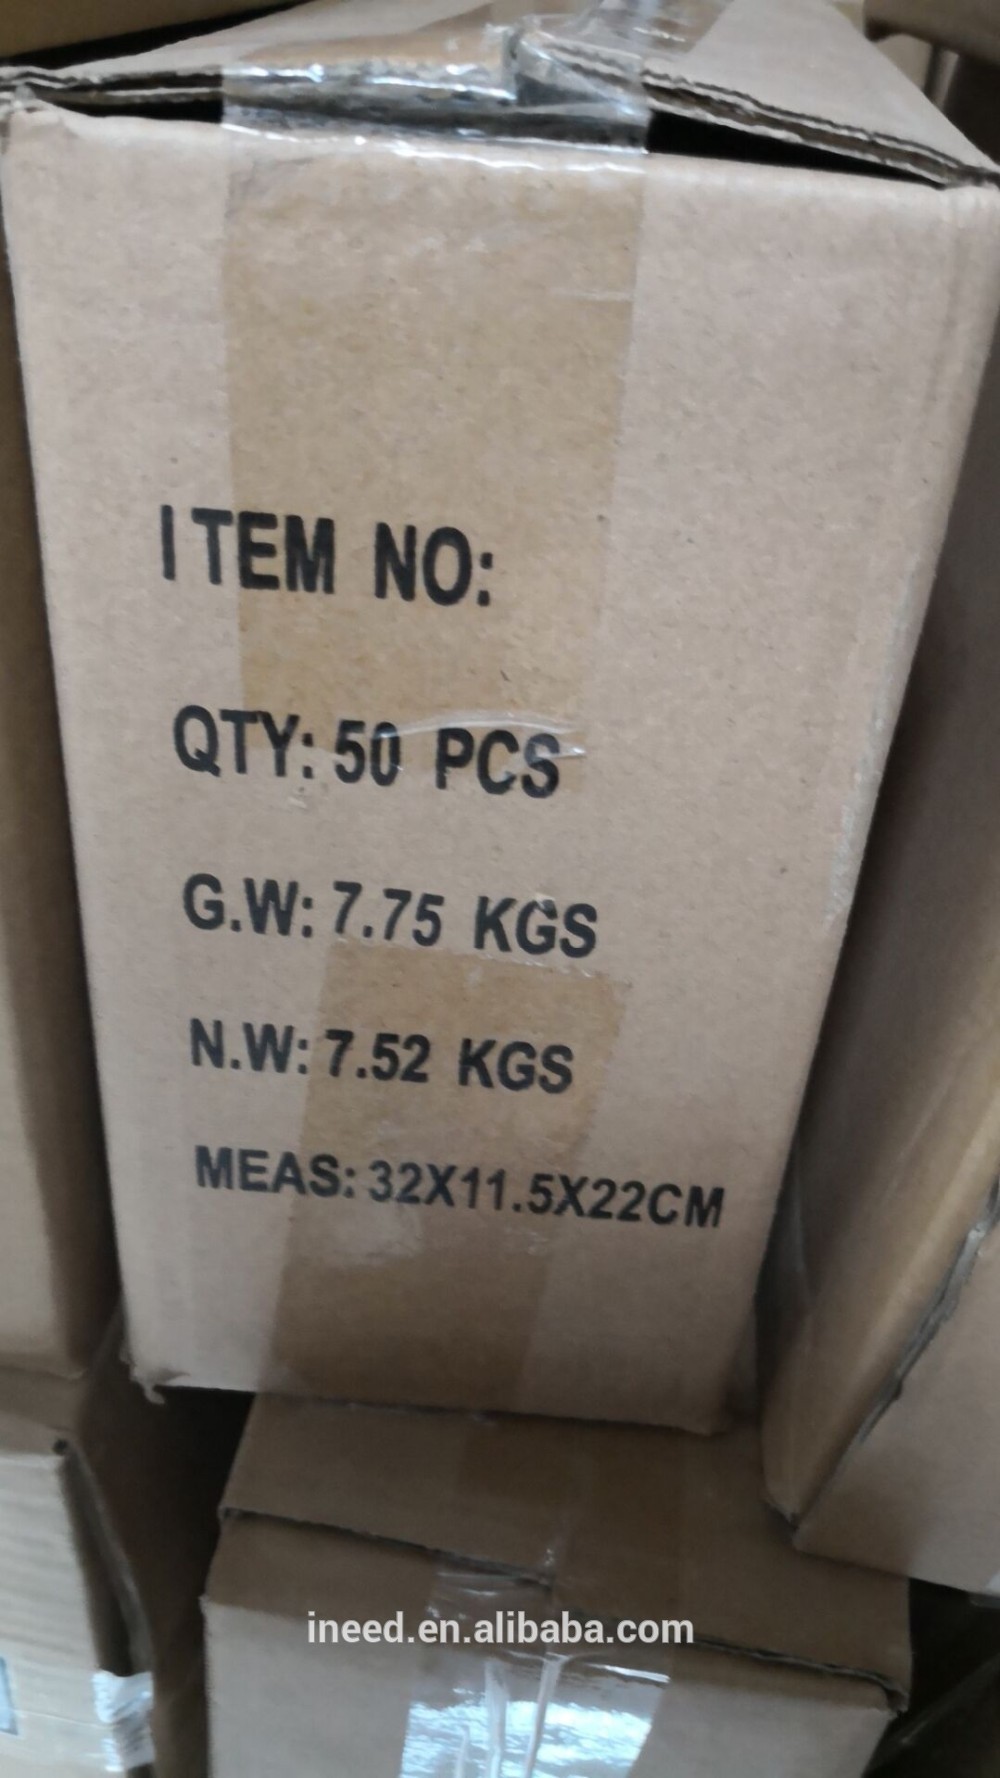 ITEM NO:
QTY: 50 PCS
G.W: 7.75 KGS
N.W: 7.52 KGS
MEAS: 32X11.5X22CM
ineed.en.alibaba.com